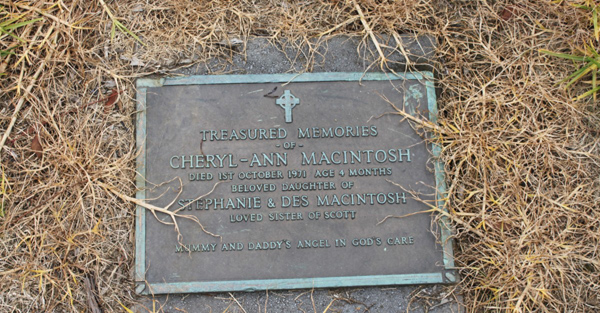 TREASURED MEMORIES
- OF -
CHERYL-ANN MACINTOSH
DIED 1ST OCTOBER 1971 AGE 4 MONTHS
BELOVED DAUGHTER OF
STEPHANIE & DES MACINTOSH
LOVED SISTER OF SCOTT
MUMMY AND DADDY'S ANGEL IN GOD'S CARE